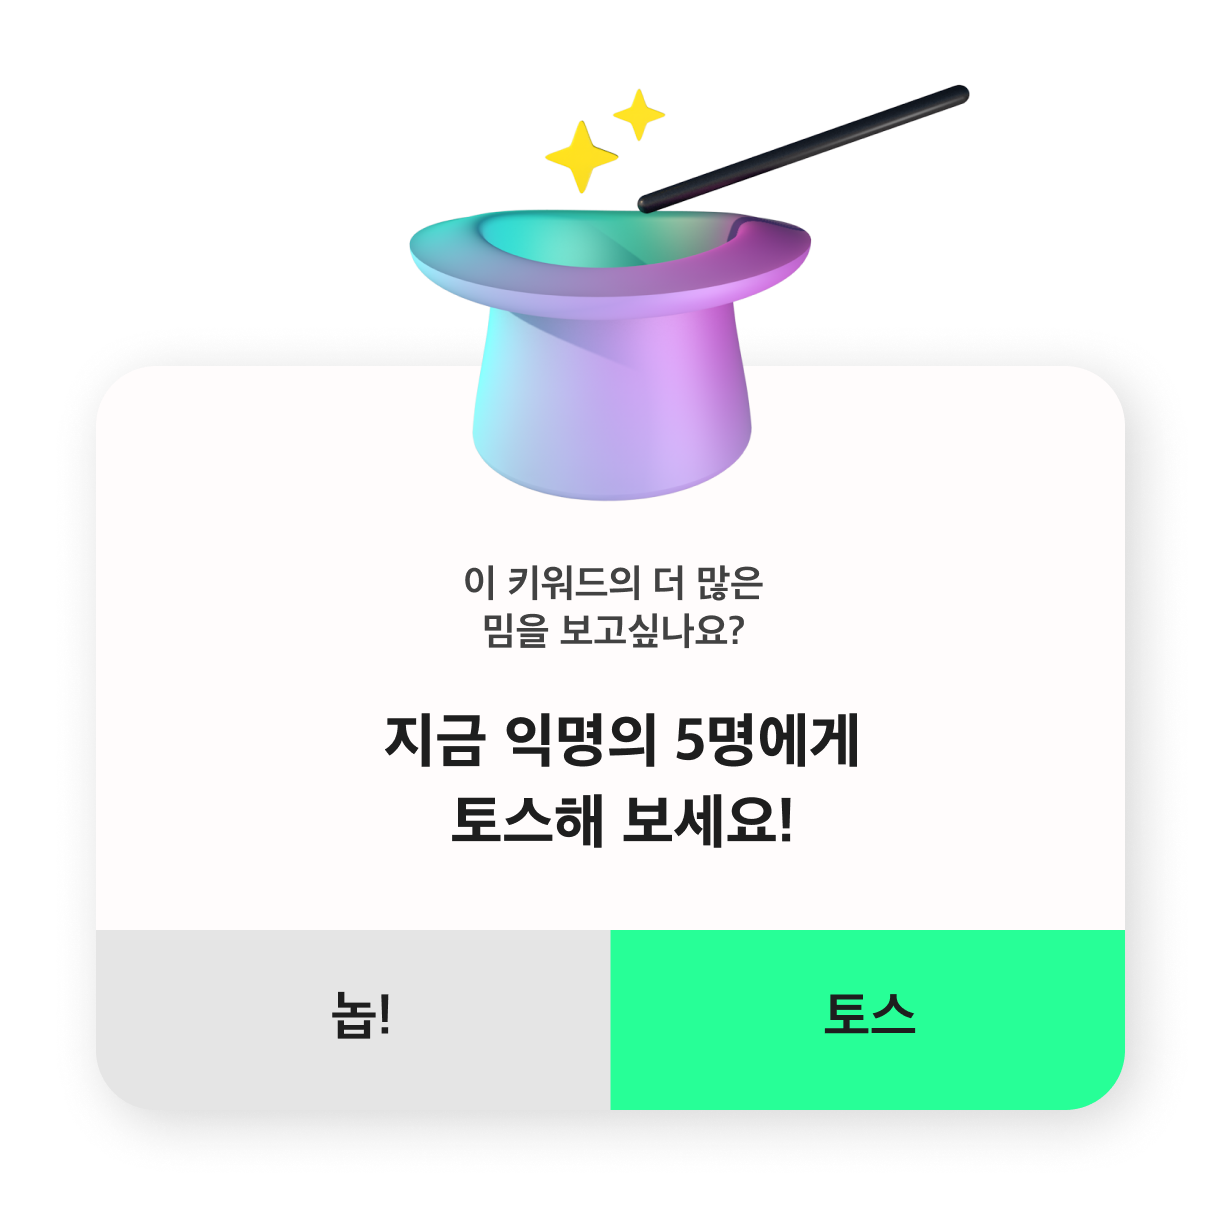 이 키워드의 더 많은
밈을 보고싶나요?
지금 익명의 5명에게
토스해 보세요!
놉!
토스